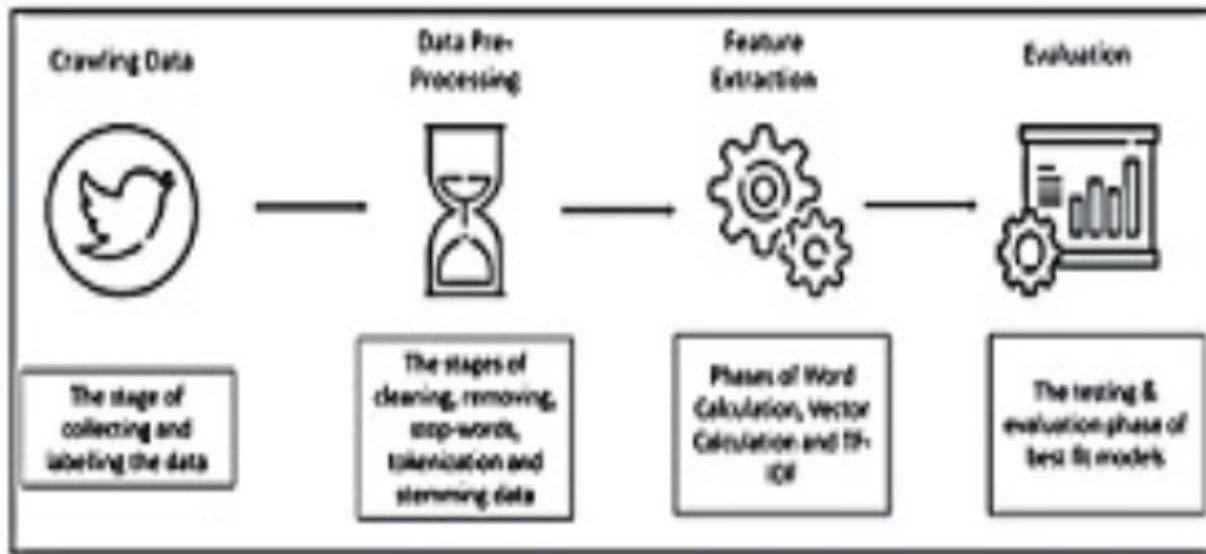 Crawling Data
Data Pre-
Processing
Feature
Extraction
Evaluation
The stage of
collecting and
labelling the data
The stages of
cleaning, removing,
stop-words,
tokenization and
stemming data
Phases of Word
Calculation, Vector
Calculation and TF-
IDF
The testing &
evaluation phase of
best fit models